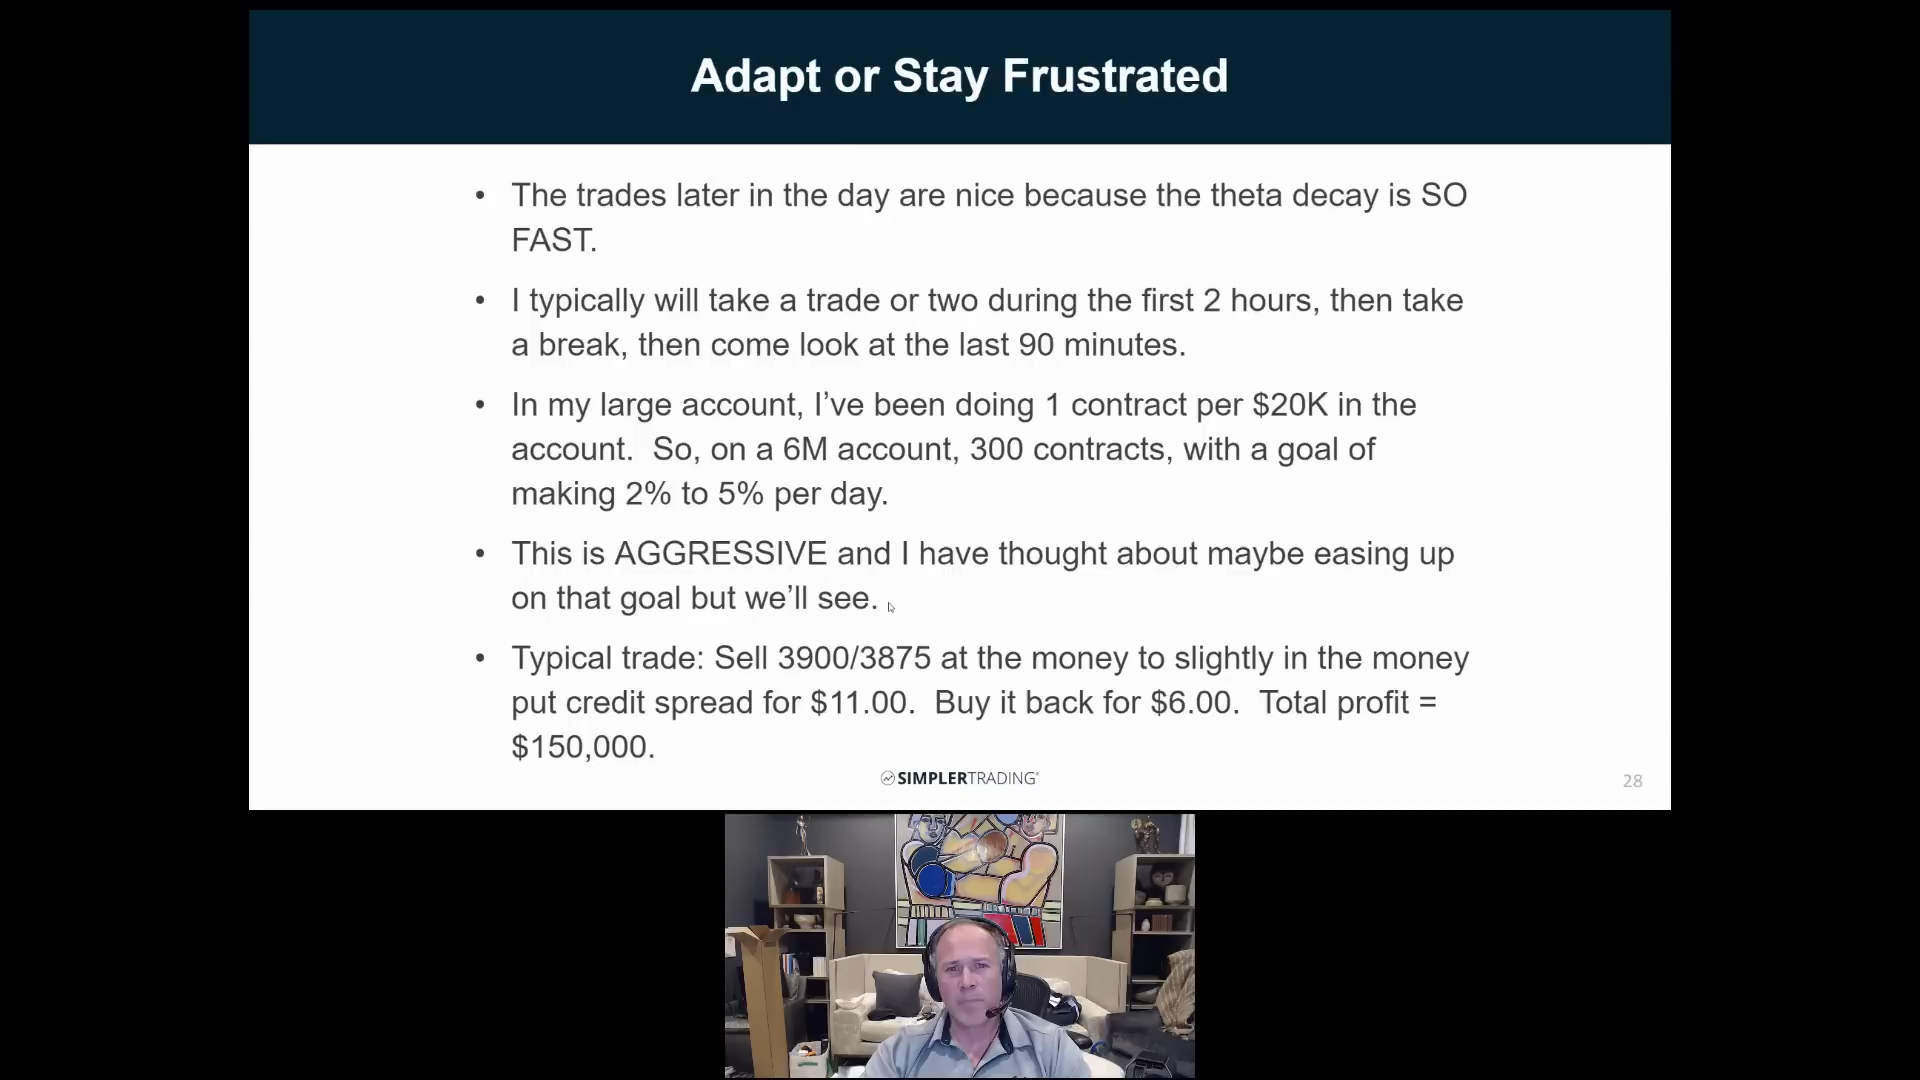 Adapt or Stay Frustrated
• The trades later in the day are nice because the theta decay is SO
FAST.
• I typically will take a trade or two during the first 2 hours, then take
a break, then come look at the last 90 minutes.
• In my large account, I’ve been doing 1 contract per $20K in the
account.  So, on a 6M account, 300 contracts, with a goal of
making 2% to 5% per day.
• This is AGGRESSIVE and I have thought about maybe easing up
on that goal but we’ll see.
• Typical trade: Sell 3900/3875 at the money to slightly in the money
put credit spread for $11.00.  Buy it back for $6.00.  Total profit =
$150,000.
SIMPLERTRADING®
28